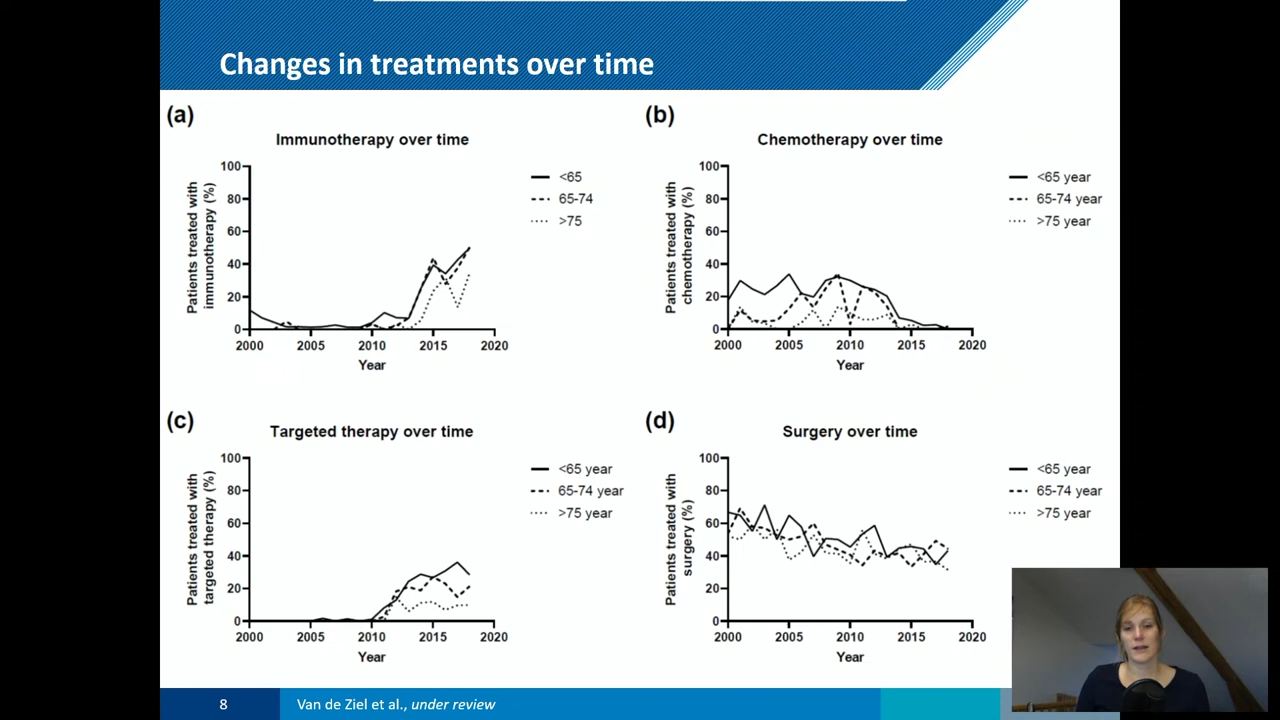 Changes in treatments over time
(a)
Immunotherapy over time
Patients treated with
immunotherapy (%)
100
80
60
40
20
0
2000 2005 2010 2015 2020
Year
<65
65-74
>75
(b)
Chemotherapy over time
Patients treated with
chemotherapy (%)
100
80
60
40
20
0
2000 2005 2010 2015 2020
Year
<65 year
65-74 year
>75 year
(c)
Targeted therapy over time
Patients treated with
targeted therapy (%)
100
80
60
40
20
0
2000 2005 2010 2015 2020
Year
<65 year
65-74 year
>75 year
(d)
Surgery over time
Patients treated with
surgery (%)
100
80
60
40
20
0
2000 2005 2010 2015 2020
Year
<65 year
65-74 year
>75 year
8
Van de Ziel et al., under review